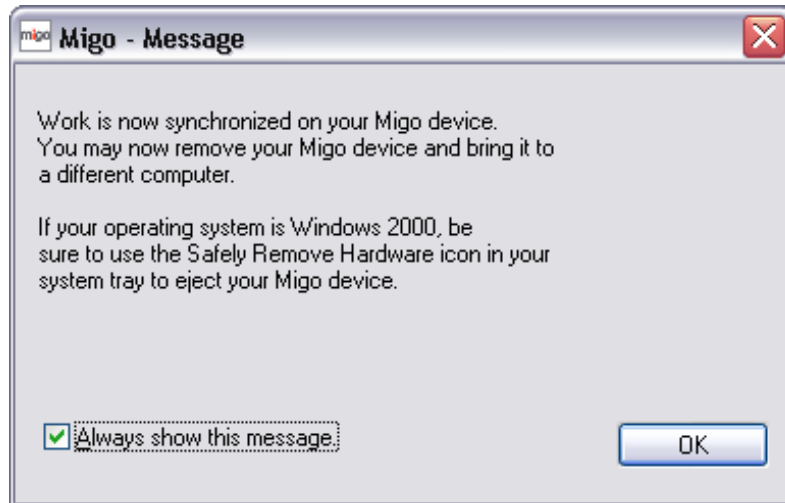 migo Migo - Message
Work is now synchronized on your Migo device.
You may now remove your Migo device and bring it to
a different computer.
If your operating system is Windows 2000, be
sure to use the Safely Remove Hardware icon in your
system tray to eject your Migo device.
Always show this message.
OK